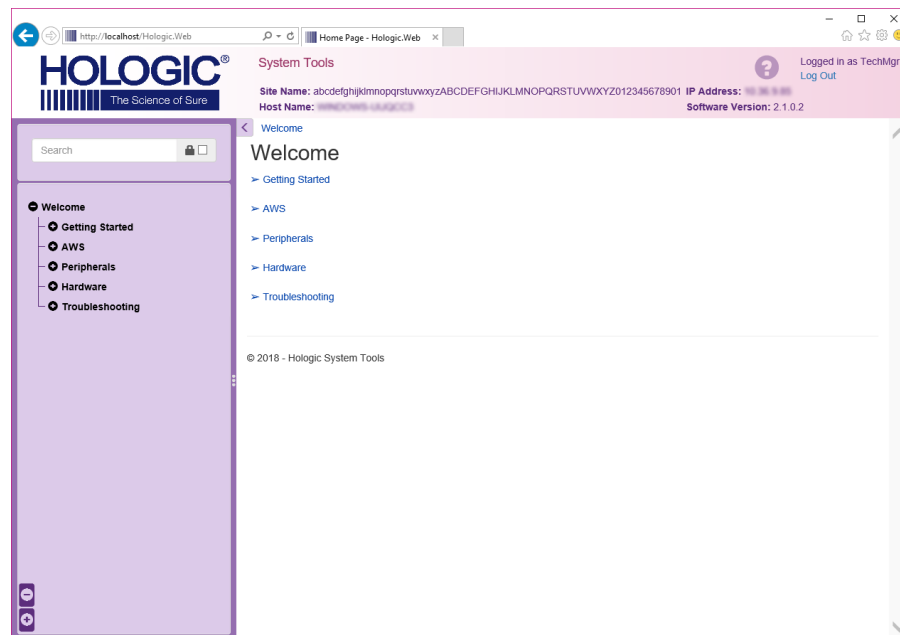 http://localhost/Hologic.Web
Home Page - Hologic.Web
HOLOGIC®
The Science of Sure
System Tools
Logged in as TechMgr
Log Out
Site Name: abcdefghijklmnopqrstuvwxyzABCDEFGHIJKLMNOPQRSTUVWXYZ012345678901 IP Address:
Host Name:
Software Version: 2.1.0.2
Search
Welcome
Getting Started
AWS
Peripherals
Hardware
Troubleshooting
Welcome
Welcome
➢ Getting Started
➢ AWS
➢ Peripherals
➢ Hardware
➢ Troubleshooting
© 2018 - Hologic System Tools